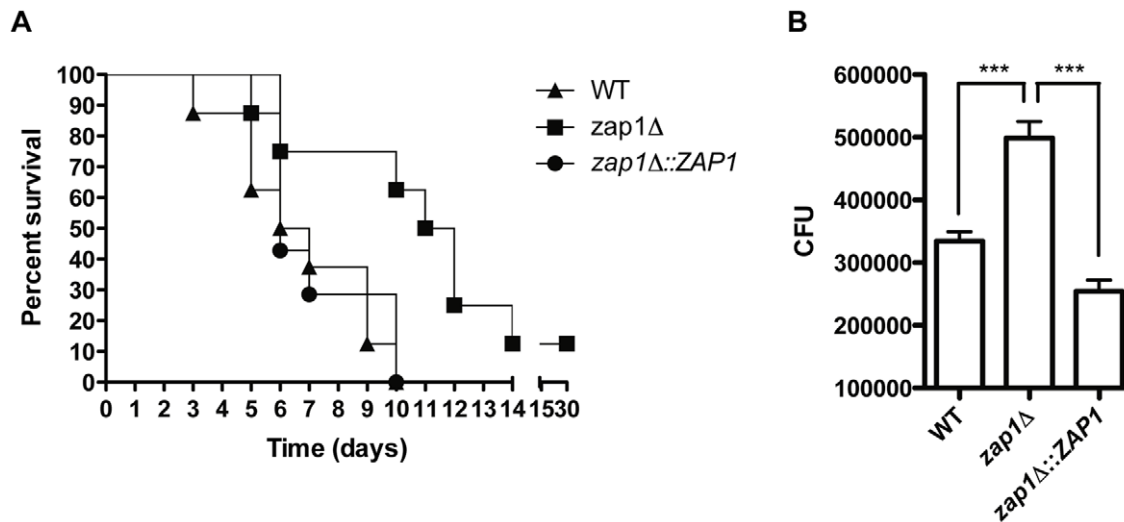 A
Percent survival
100
90
80
70
60
50
40
30
20
10
0
0 1 2 3 4 5 6 7 8 9 10 11 12 13 14 15 30
Time (days)
WT
zap1Δ
zap1Δ::ZAP1
B
CFU
600000
500000
400000
300000
200000
100000
*** ***
WT
zap1Δ
zap1Δ::ZAP1